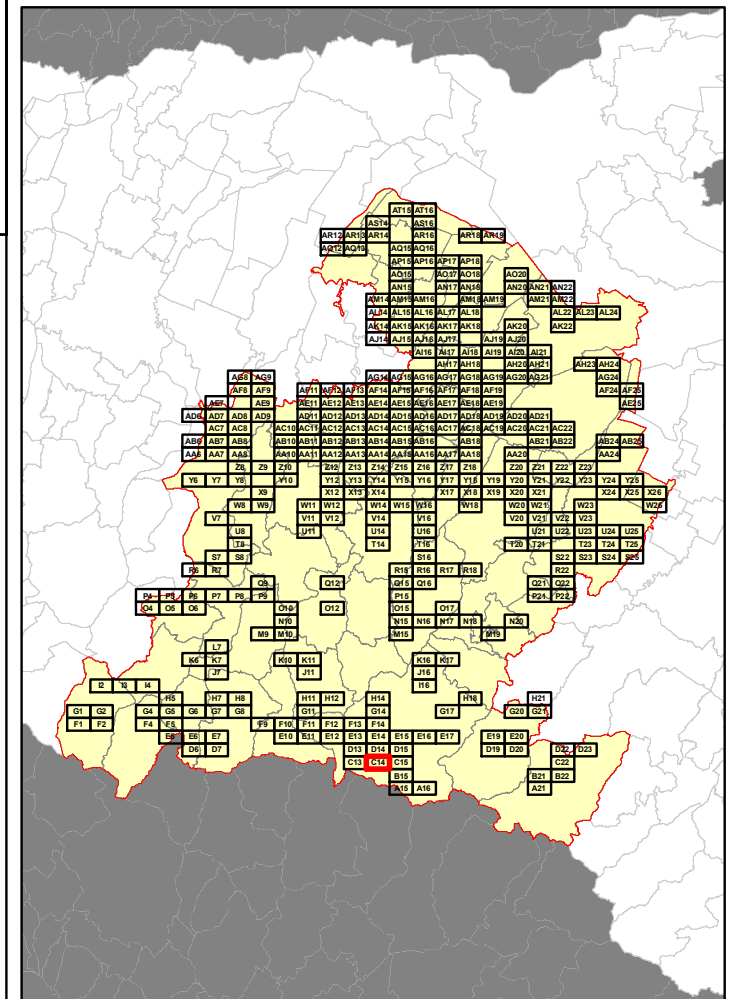 AT15 AT16
AS14 AS16
AR12 AR13 AR14 AR16 AR18 AR19
AQ12 AQ13 AQ15 AQ16
AP15 AP16 AP17 AP18
AO15 AO17 AO18 AO20
AN15 AN17 AN18 AN20 AN21 AN22
AM14 AM15 AM16 AM18 AM19 AM21 AM22
AL14 AL15 AL16 AL17 AL18 AL22 AL23 AL24
AK14 AK15 AK16 AK17 AK18 AK20 AK22
AJ14 AJ15 AJ16 AJ17 AJ19 AJ20
AI16 AI17 AI18 AI19 AI20 AI21
AH17 AH18 AH20 AH21 AH23 AH24
AG8 AG9 AG14 AG15 AG16 AG17 AG18 AG19 AG20 AG21 AG24
AF8 AF9 AF11 AF12 AF13 AF14 AF15 AF16 AF17 AF18 AF19 AF24 AF25
AE7 AE9 AE11 AE12 AE13 AE14 AE15 AE16 AE17 AE18 AE19 AE25
AD6 AD7 AD8 AD9 AD11 AD12 AD13 AD14 AD15 AD16 AD17 AD18 AD19 AD20 AD21
AC7 AC8 AC10 AC11 AC12 AC13 AC14 AC15 AC16 AC17 AC18 AC19 AC20 AC21 AC22
AB6 AB7 AB8 AB10 AB11 AB12 AB13 AB14 AB15 AB16 AB18 AB21 AB22 AB24 AB25
AA6 AA7 AA8 AA10 AA11 AA12 AA13 AA14 AA15 AA16 AA17 AA18 AA20 AA24
Z8 Z9 Z10 Z12 Z13 Z14 Z15 Z16 Z17 Z18 Z20 Z21 Z22 Z23
Y6 Y7 Y8 Y10 Y12 Y13 Y14 Y15 Y16 Y17 Y18 Y19 Y20 Y21 Y22 Y23 Y24 Y25
X9 X12 X13 X14 X17 X18 X19 X20 X21 X24 X25 X26
W8 W9 W11 W12 W14 W15 W16 W18 W20 W21 W23 W26
V7 V11 V12 V14 V16 V20 V21 V22 V23
U8 U11 U14 U16 U21 U22 U23 U24 U25
T8 T14 T16 T20 T21 T23 T24 T25
S7 S8 S16 S22 S23 S24 S25
R6 R7 R15 R16 R17 R18 R22
Q9 Q12 Q15 Q16 Q21 Q22
P4 P5 P6 P7 P8 P9 P15 P21 P22
O4 O5 O6 O10 O12 O15 O17
N10 N15 N16 N17 N18 N20
M9 M10 M15 M19
L7
K6 K7 K10 K11 K16 K17
J7 J11 J16
I2 I3 I4 I16
H5 H7 H8 H11 H12 H14 H18 H21
G1 G2 G4 G5 G6 G7 G8 G11 G14 G17 G20 G21
F1 F2 F4 F5 F9 F10 F11 F12 F13 F14
E5 E6 E7 E10 E11 E12 E13 E14 E15 E16 E17 E19 E20
D6 D7 D13 D14 D15 D19 D20 D22 D23
C13 C14 C15 C22
B15 B21 B22
A15 A16 A21